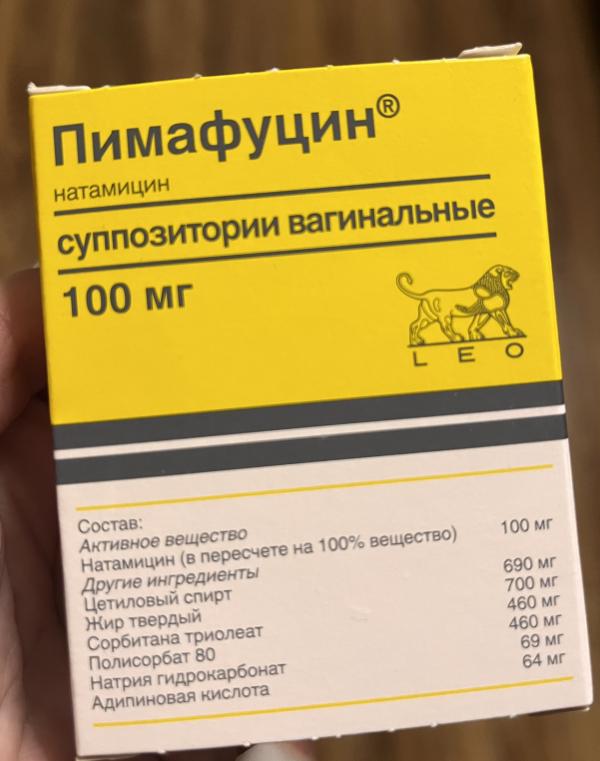 Пимафуцин®
натамицин
суппозитории вагинальные
100 мг
LEO
Состав:
Активное вещество
Натамицин (в пересчете на 100% вещество) 100 мг
Другие ингредиенты
Цетиловый спирт 690 мг
Жир твердый 700 мг
Сорбитана триолеат 460 мг
Полисорбат 80 460 мг
Натрия гидрокарбонат 69 мг
Адипиновая кислота 64 мг